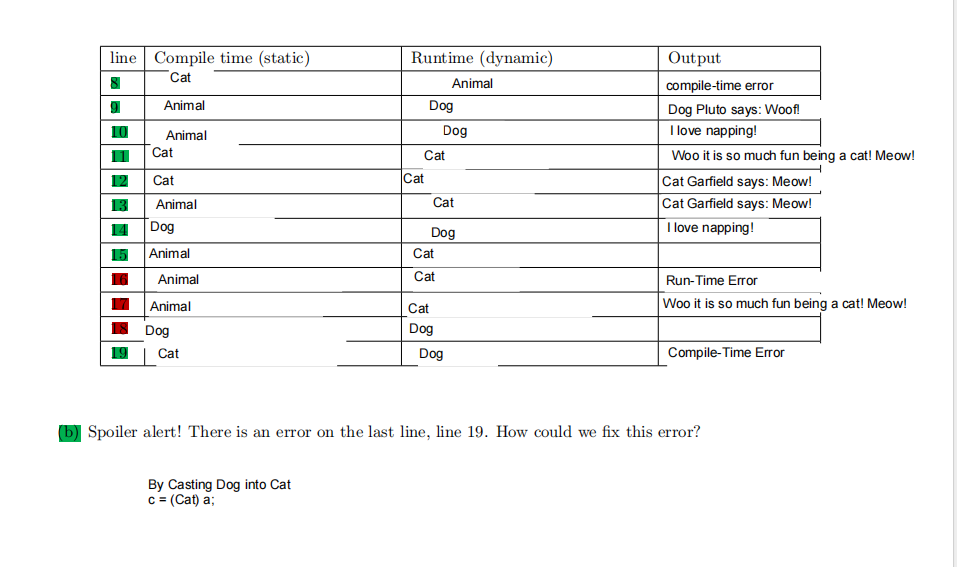 line Compile time (static) Runtime (dynamic) Output
8 Cat Animal compile-time error
9 Animal Dog Dog Pluto says: Woof!
10 Animal Dog I love napping!
11 Cat Cat Woo it is so much fun being a cat! Meow!
12 Cat Cat Cat Garfield says: Meow!
13 Animal Cat Cat Garfield says: Meow!
14 Dog Dog I love napping!
15 Animal Cat
16 Animal Cat Run-Time Error
17 Animal Cat Woo it is so much fun being a cat! Meow!
18 Dog Dog
19 Cat Dog Compile-Time Error
(b) Spoiler alert! There is an error on the last line, line 19. How could we fix this error?
By Casting Dog into Cat
c = (Cat) a;